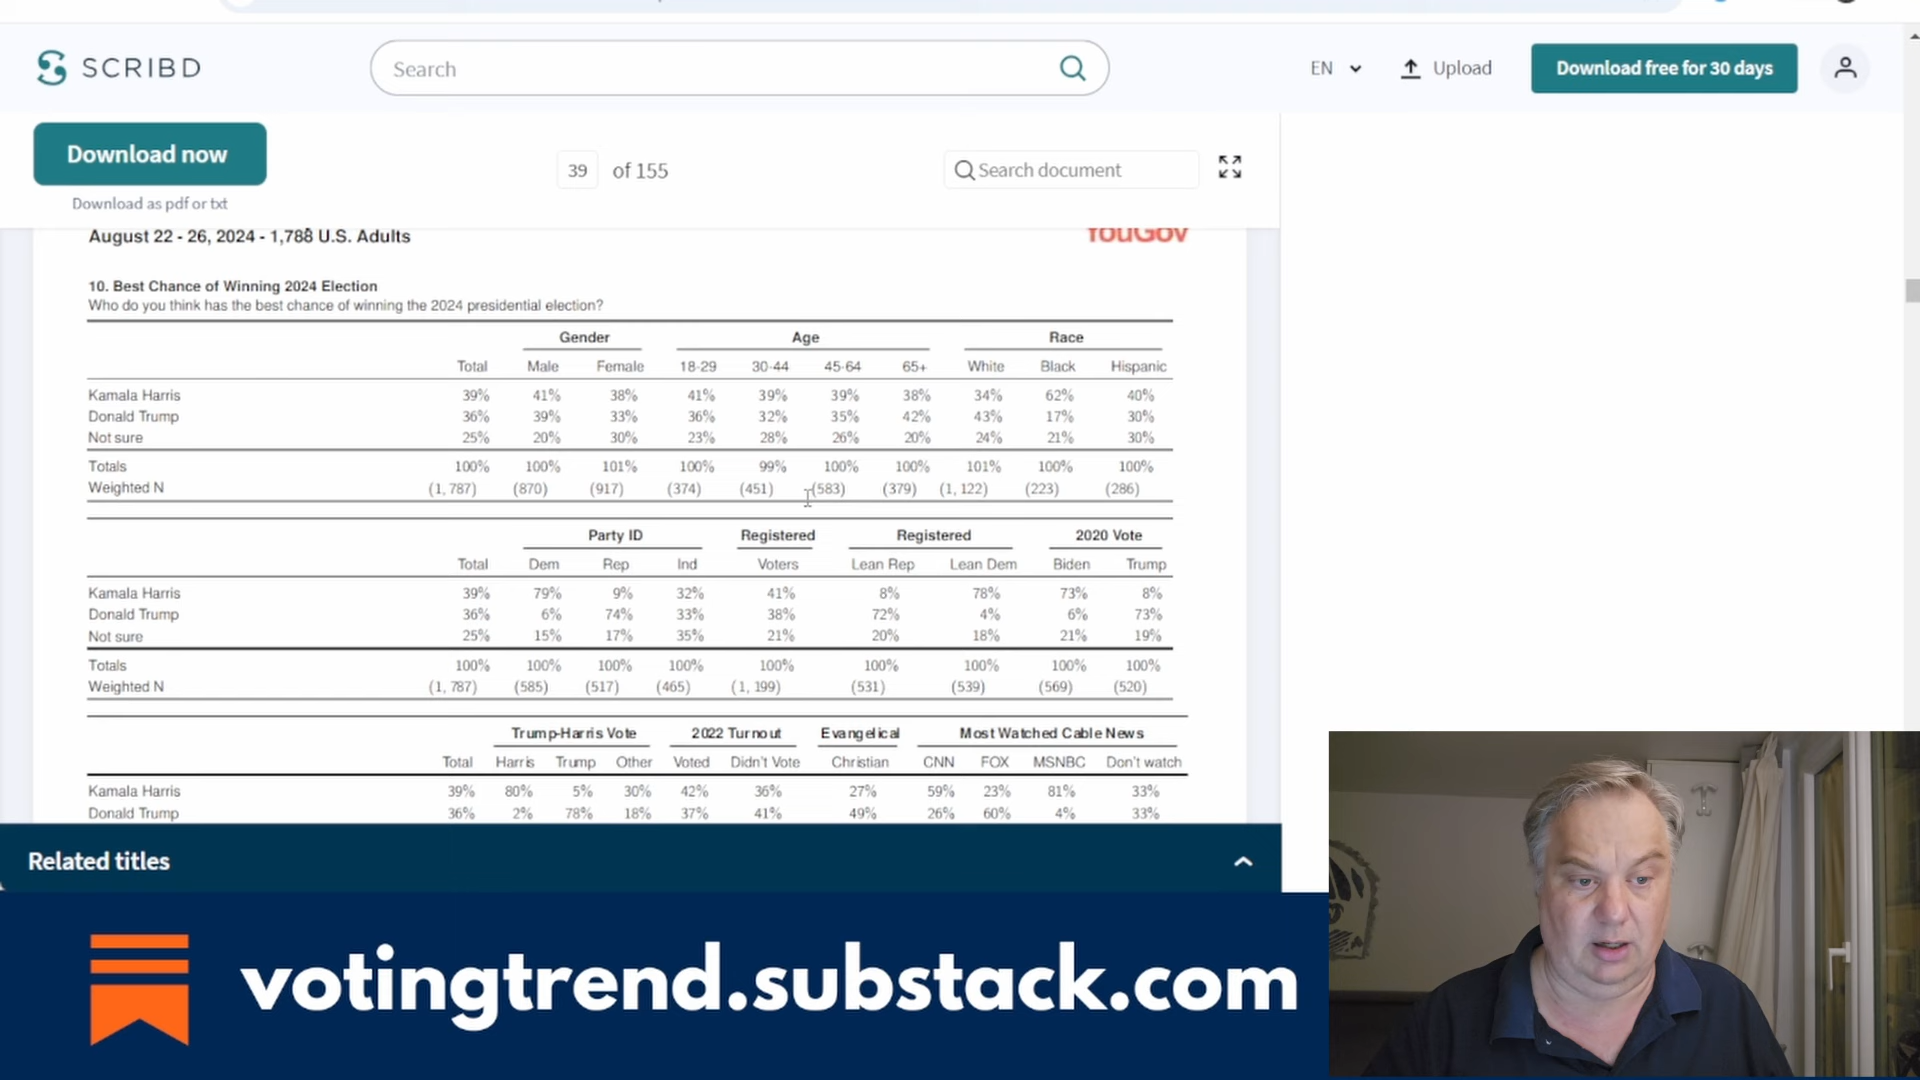 SCRIBD
Search
EN
Upload
Download free for 30 days
Download now
Download as pdf or txt
39 of 155
Search document
August 22 - 26, 2024 - 1,788 U.S. Adults
YouGov
10. Best Chance of Winning 2024 Election
Who do you think has the best chance of winning the 2024 presidential election?
Gender Age Race
Total Male Female 18-29 30-44 45-64 65+ White Black Hispanic
Kamala Harris 39% 41% 38% 41% 39% 39% 38% 34% 62% 40%
Donald Trump 36% 39% 33% 36% 32% 35% 42% 43% 17% 30%
Not sure 25% 20% 30% 23% 28% 26% 20% 24% 21% 30%
Totals 100% 100% 101% 100% 99% 100% 100% 101% 100% 100%
Weighted N (1,787) (870) (917) (374) (451) (583) (379) (1,122) (223) (286)
Party ID Registered Registered 2020 Vote
Total Dem Rep Ind Voters Lean Rep Lean Dem Biden Trump
Kamala Harris 39% 79% 9% 32% 41% 8% 78% 73% 8%
Donald Trump 36% 6% 74% 33% 38% 72% 4% 6% 73%
Not sure 25% 15% 17% 35% 21% 20% 18% 21% 19%
Totals 100% 100% 100% 100% 100% 100% 100% 100% 100%
Weighted N (1,787) (585) (517) (465) (1,199) (531) (539) (569) (520)
Trump-Harris Vote 2022 Turnout Evangelical Most Watched Cable News
Total Harris Trump Other Voted Didn't Vote Christian CNN FOX MSNBC Don't watch
Kamala Harris 39% 80% 5% 30% 42% 36% 27% 59% 23% 81% 33%
Donald Trump 36% 2% 78% 18% 37% 41% 49% 26% 60% 4% 33%
Related titles
votingtrend.substack.com